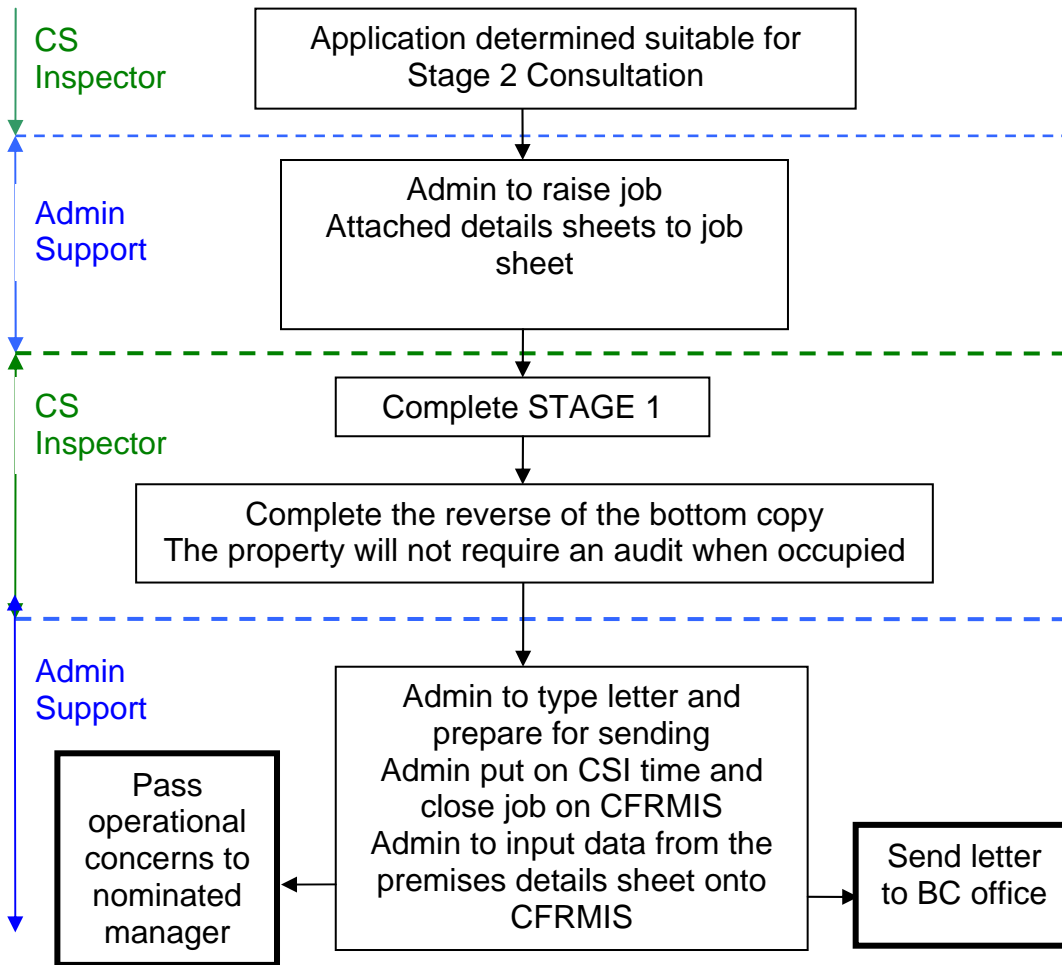 CS
Inspector
Application determined suitable for
Stage 2 Consultation
Admin
Support
Admin to raise job
Attached details sheets to job
sheet
CS
Inspector
Complete STAGE 1
Complete the reverse of the bottom copy
The property will not require an audit when occupied
Admin
Support
Admin to type letter and
prepare for sending
Admin put on CSI time and
close job on CFRMIS
Admin to input data from the
premises details sheet onto
CFRMIS
Pass
operational
concerns to
nominated
manager
Send letter
to BC office